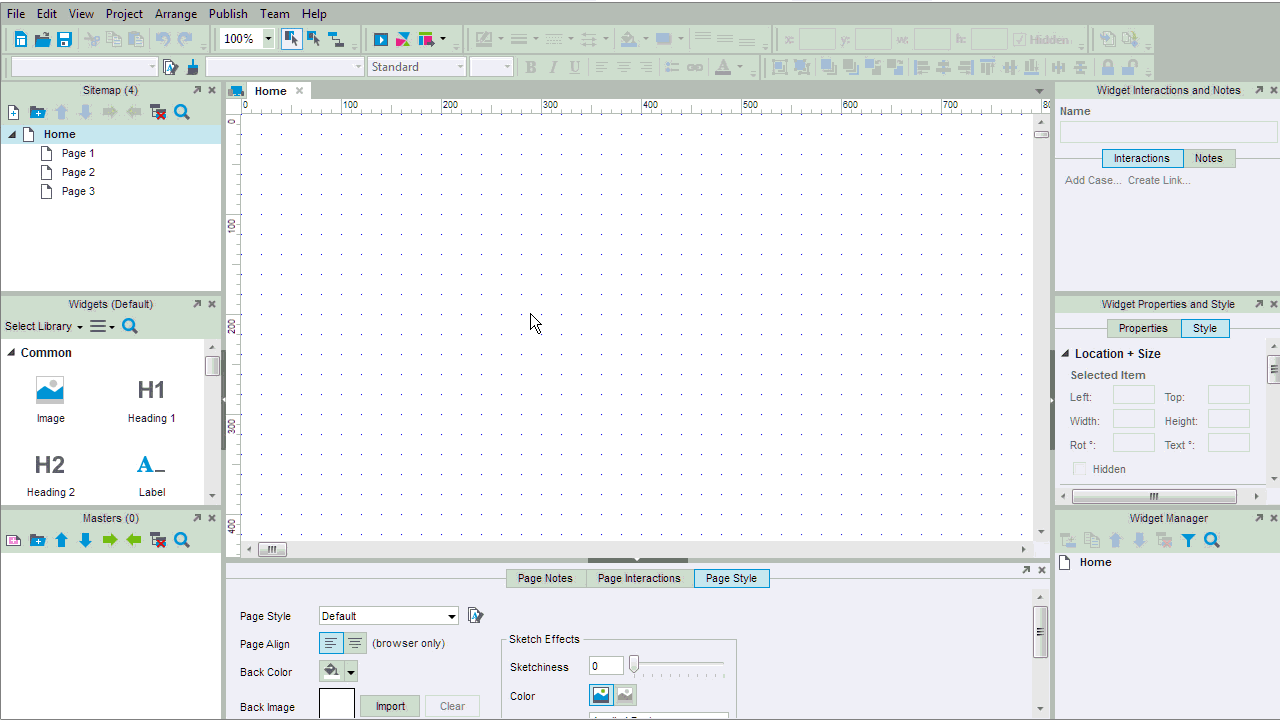 File Edit View Project Arrange Publish Team Help
100% x: y: w: h: Hidden
Standard B I U A
Sitemap (4)
Home
Page 1
Page 2
Page 3
Widgets (Default)
Select Library
Common
Image
H1
Heading 1
H2
Heading 2
A_
Label
Masters (0)
Home
0 100 200 300 400 500 600 700 80
0
100
200
300
400
Page Notes Page Interactions Page Style
Page Style Default
Page Align (browser only)
Back Color
Back Image Import Clear
Sketch Effects
Sketchiness 0
Color
Widget Interactions and Notes
Name
Interactions Notes
Add Case... Create Link...
Widget Properties and Style
Properties Style
Location + Size
Selected Item
Left: Top:
Width: Height:
Rot °: Text °:
Hidden
Widget Manager
Home